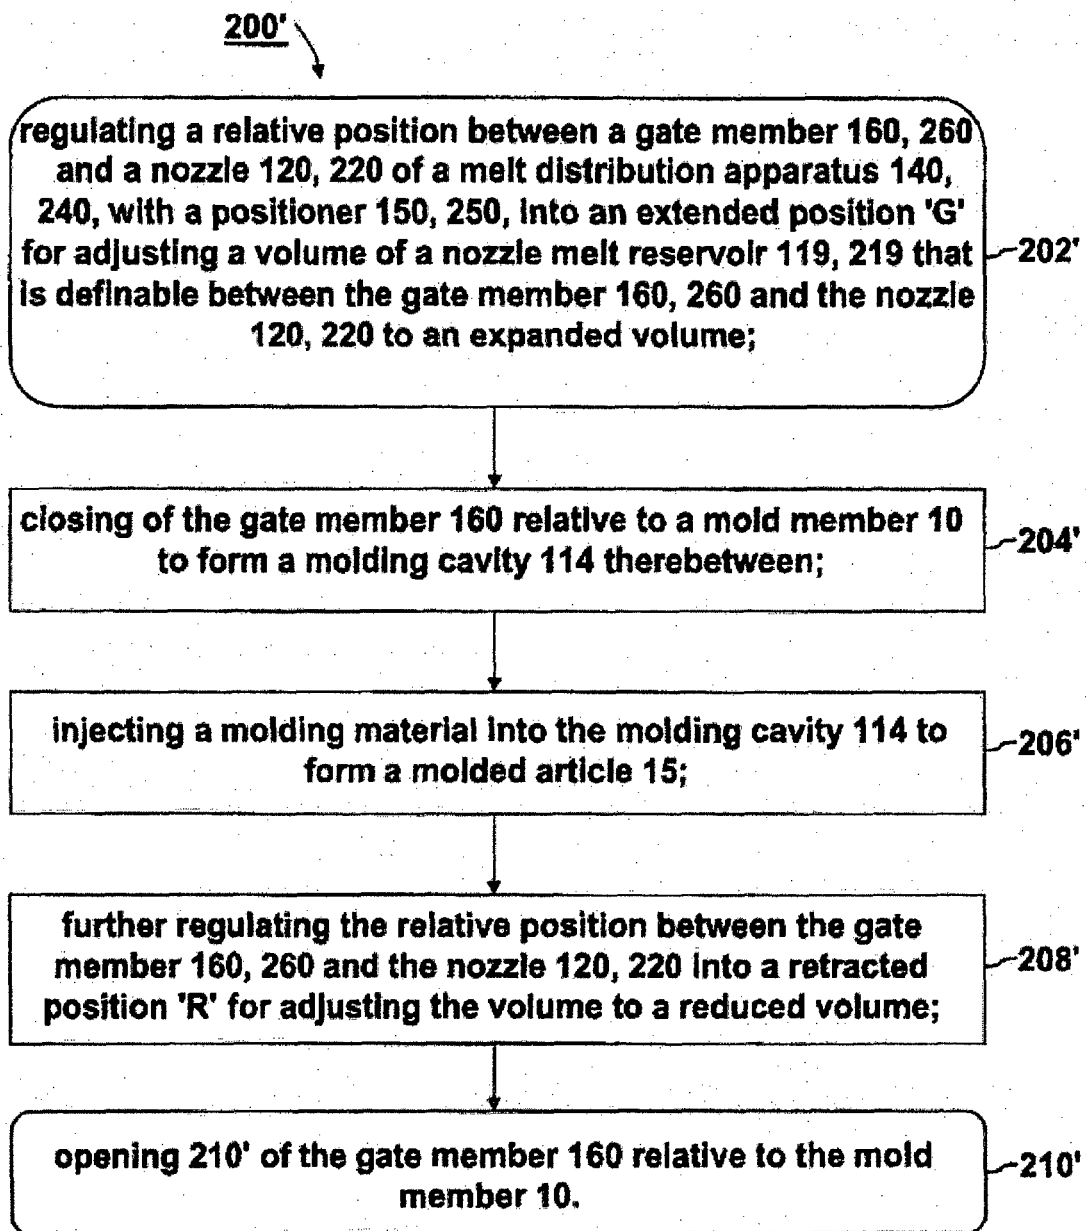 200'
regulating a relative position between a gate member 160, 260
and a nozzle 120, 220 of a melt distribution apparatus 140,
240, with a positioner 150, 250, into an extended position 'G'
for adjusting a volume of a nozzle melt reservoir 119, 219 that
is definable between the gate member 160, 260 and the nozzle
120, 220 to an expanded volume;
202'
closing of the gate member 160 relative to a mold member 10
to form a molding cavity 114 therebetween;
204'
injecting a molding material into the molding cavity 114 to
form a molded article 15;
206'
further regulating the relative position between the gate
member 160, 260 and the nozzle 120, 220 into a retracted
position 'R' for adjusting the volume to a reduced volume;
208'
opening 210' of the gate member 160 relative to the mold
member 10.
210'